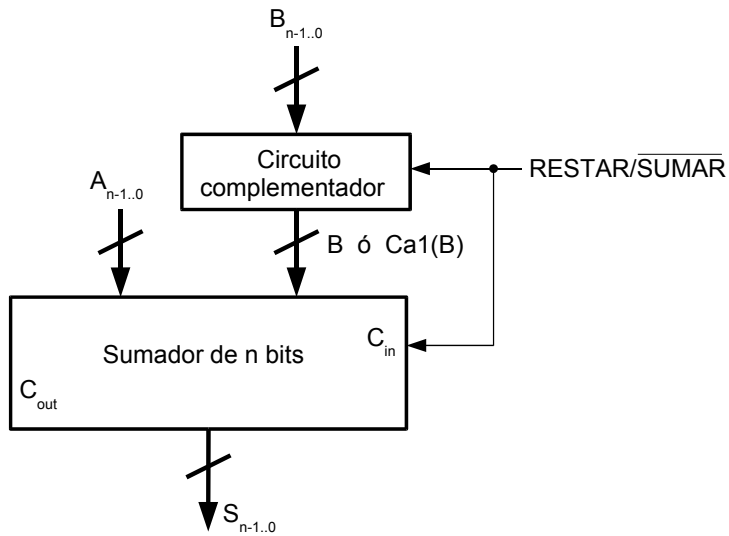 B n-1..0
Circuito
complementador
RESTAR/SUMAR
A n-1..0
B ó Ca1(B)
Sumador de n bits
C in
C out
S n-1..0